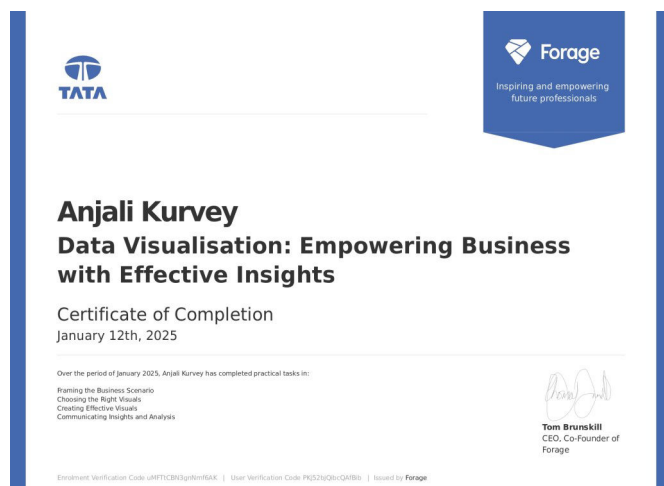 TATA
Forage
Inspiring and empowering
future professionals
Anjali Kurvey
Data Visualisation: Empowering Business
with Effective Insights
Certificate of Completion
January 12th, 2025
Over the period of January 2025, Anjali Kurvey has completed practical tasks in:
Framing the Business Scenario
Choosing the Right Visuals
Creating Effective Visuals
Communicating Insights and Analysis
Tom Brunskill
CEO, Co-Founder of
Forage
Enrolment Verification Code | User Verification Code | Issued by Forage